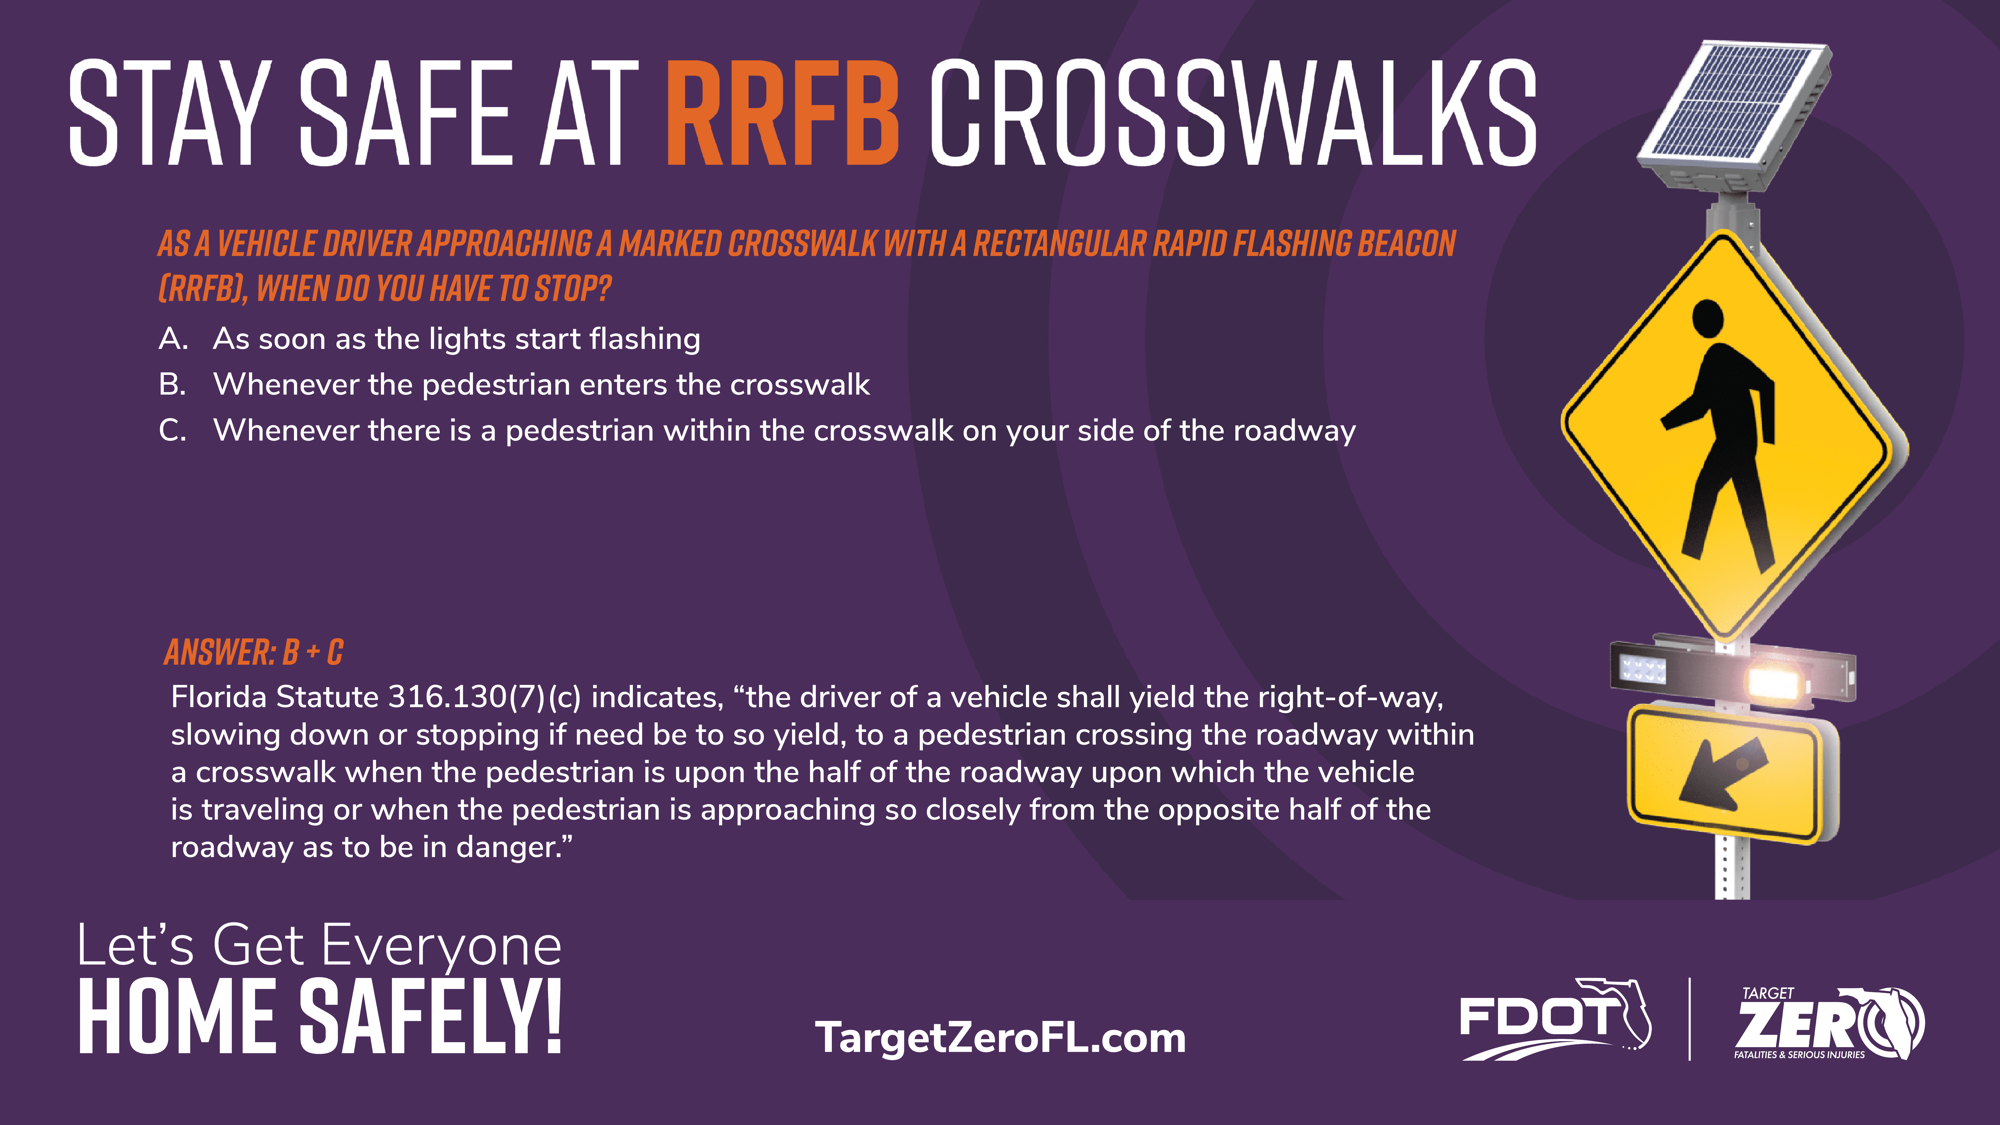 STAY SAFE AT RRFB CROSSWALKS
AS A VEHICLE DRIVER APPROACHING A MARKED CROSSWALK WITH A RECTANGULAR RAPID FLASHING BEACON
(RRFB), WHEN DO YOU HAVE TO STOP?
A. As soon as the lights start flashing
B. Whenever the pedestrian enters the crosswalk
C. Whenever there is a pedestrian within the crosswalk on your side of the roadway
ANSWER: B + C
Florida Statute 316.130(7)(c) indicates, “the driver of a vehicle shall yield the right-of-way,
slowing down or stopping if need be to so yield, to a pedestrian crossing the roadway within
a crosswalk when the pedestrian is upon the half of the roadway upon which the vehicle
is traveling or when the pedestrian is approaching so closely from the opposite half of the
roadway as to be in danger.”
Let’s Get Everyone
HOME SAFELY!
TargetZeroFL.com
FDOT
TARGET
ZERO
FATALITIES & SERIOUS INJURIES